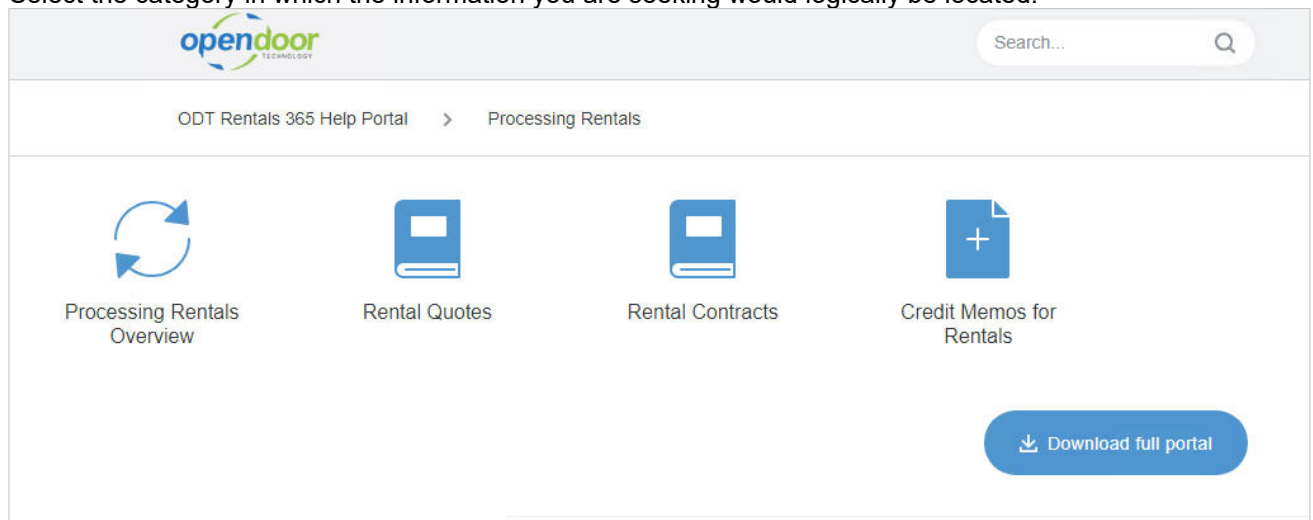 Select the category in which the information you are seeking would logically be located.
opendoor
TECHNOLOGY
Search...
ODT Rentals 365 Help Portal > Processing Rentals
Processing Rentals
Overview
Rental Quotes
Rental Contracts
Credit Memos for
Rentals
Download full portal